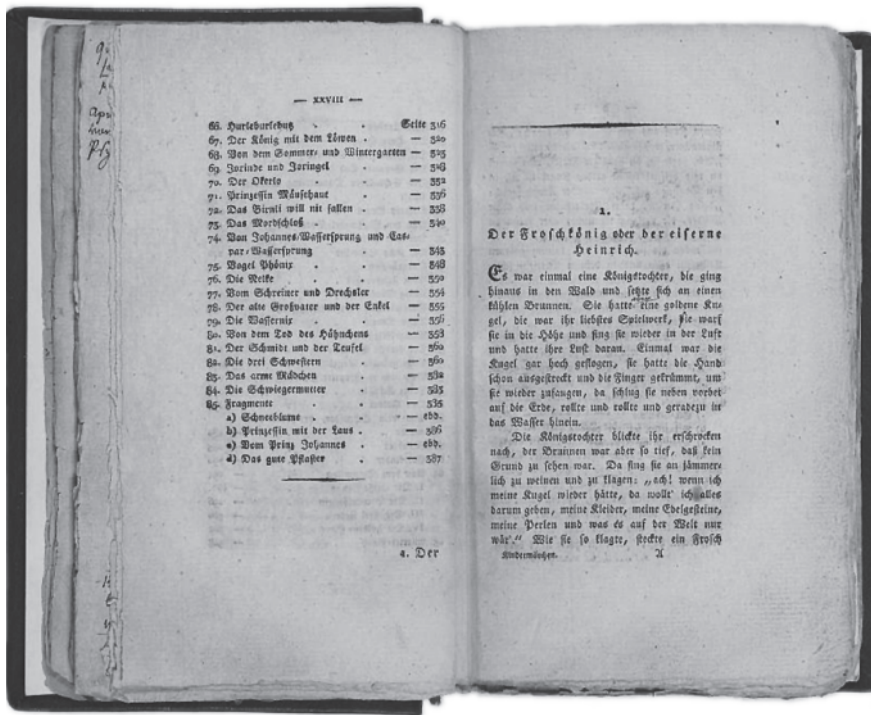 — XXVIII —
66. Hurleburlebutz . . Seite 316
67. Der König mit dem Löwen . — 320
68. Von dem Sommer- und Wintergarten — 323
69. Jorinde und Joringel . — 328
70. Der Okerlo . . — 332
71. Prinzessin Mäusehaut . — 336
72. Das Birnli will nit fallen . — 338
73. Das Mordschloß . . — 340
74. Von Johannes-Wassersprung und Cas-
par-Wassersprung . — 343
75. Vogel Phönix . . — 348
76. Die Nelke . . — 350
77. Vom Schreiner und Drechsler — 354
78. Der alte Großvater und der Enkel — 355
79. Die Wassernix . . — 356
80. Von dem Tod des Hähnchens — 358
81. Der Schmidt und der Teufel — 360
82. Die drei Schwestern . — 360
83. Das arme Mädchen . — 382
84. Die Schwiegermutter . — 383
85. Fragmente . . — 385
a) Schneeblume . . — ebd.
b) Prinzessin mit der Laus . — 386
c) Vom Prinz Johannes . — ebd.
d) Das gute Pflaster . — 387
1. Der
1.
Der Froschkönig oder der eiserne
Heinrich.
Es war einmal eine Königstochter, die ging
hinaus in den Wald und setzte sich an einen
kühlen Brunnen. Sie hatte eine goldene Ku-
gel, die war ihr liebstes Spielwerk, sie warf
sie in die Höhe und fing sie wieder in der Luft
und hatte ihre Lust daran. Einmal war die
Kugel gar hoch geflogen, sie hatte die Hand
schon ausgestreckt und die Finger gekrümmt, um
sie wieder zufangen, da schlug sie neben vorbei
auf die Erde, rollte und rollte und geradezu in
das Wasser hinein.
Die Königstochter blickte ihr erschrocken
nach, der Brunnen war aber so tief, daß kein
Grund zu sehen war. Da fing sie an jämmer-
lich zu weinen und zu klagen: „ach! wenn ich
meine Kugel wieder hätte, da wollt' ich alles
darum geben, meine Kleider, meine Edelgesteine,
meine Perlen und was es auf der Welt nur
wär'.“ Wie sie so klagte, steckte ein Frosch
Kindermärchen. A